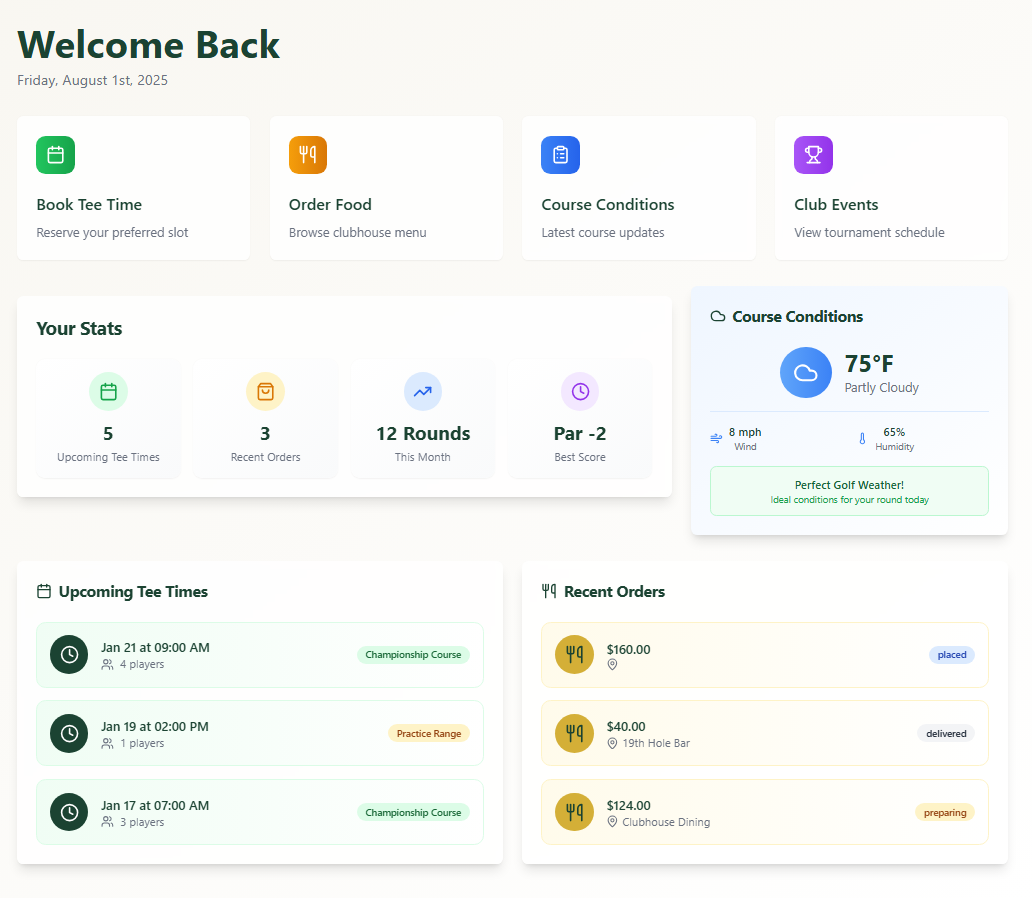 Welcome Back
Friday, August 1st, 2025
Book Tee Time
Reserve your preferred slot
Order Food
Browse clubhouse menu
Course Conditions
Latest course updates
Club Events
View tournament schedule
Your Stats
5
Upcoming Tee Times
3
Recent Orders
12 Rounds
This Month
Par -2
Best Score
Course Conditions
75°F
Partly Cloudy
8 mph
Wind
65%
Humidity
Perfect Golf Weather!
Ideal conditions for your round today
Upcoming Tee Times
Jan 21 at 09:00 AM
4 players
Championship Course
Jan 19 at 02:00 PM
1 players
Practice Range
Jan 17 at 07:00 AM
3 players
Championship Course
Recent Orders
$160.00
placed
$40.00
19th Hole Bar
delivered
$124.00
Clubhouse Dining
preparing